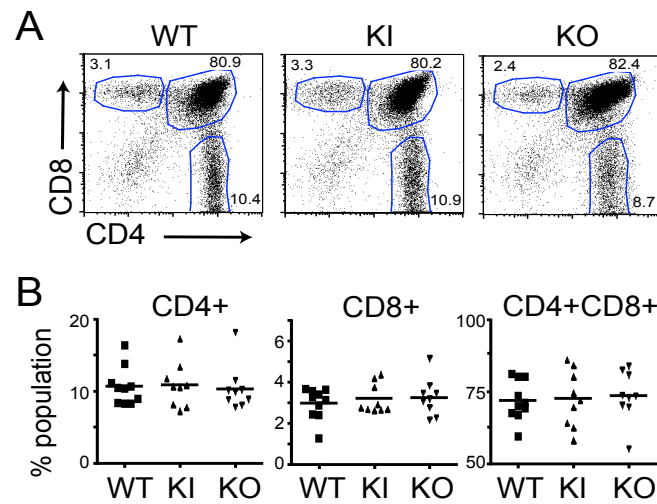 A
WT KI KO
3.1 80.9 3.3 80.2 2.4 82.4
CD8
10.4 10.9 8.7
CD4
B
CD4+ CD8+ CD4+CD8+
% population
20 6 100
10 4 75
0 2 50
0
WT KI KO WT KI KO WT KI KO